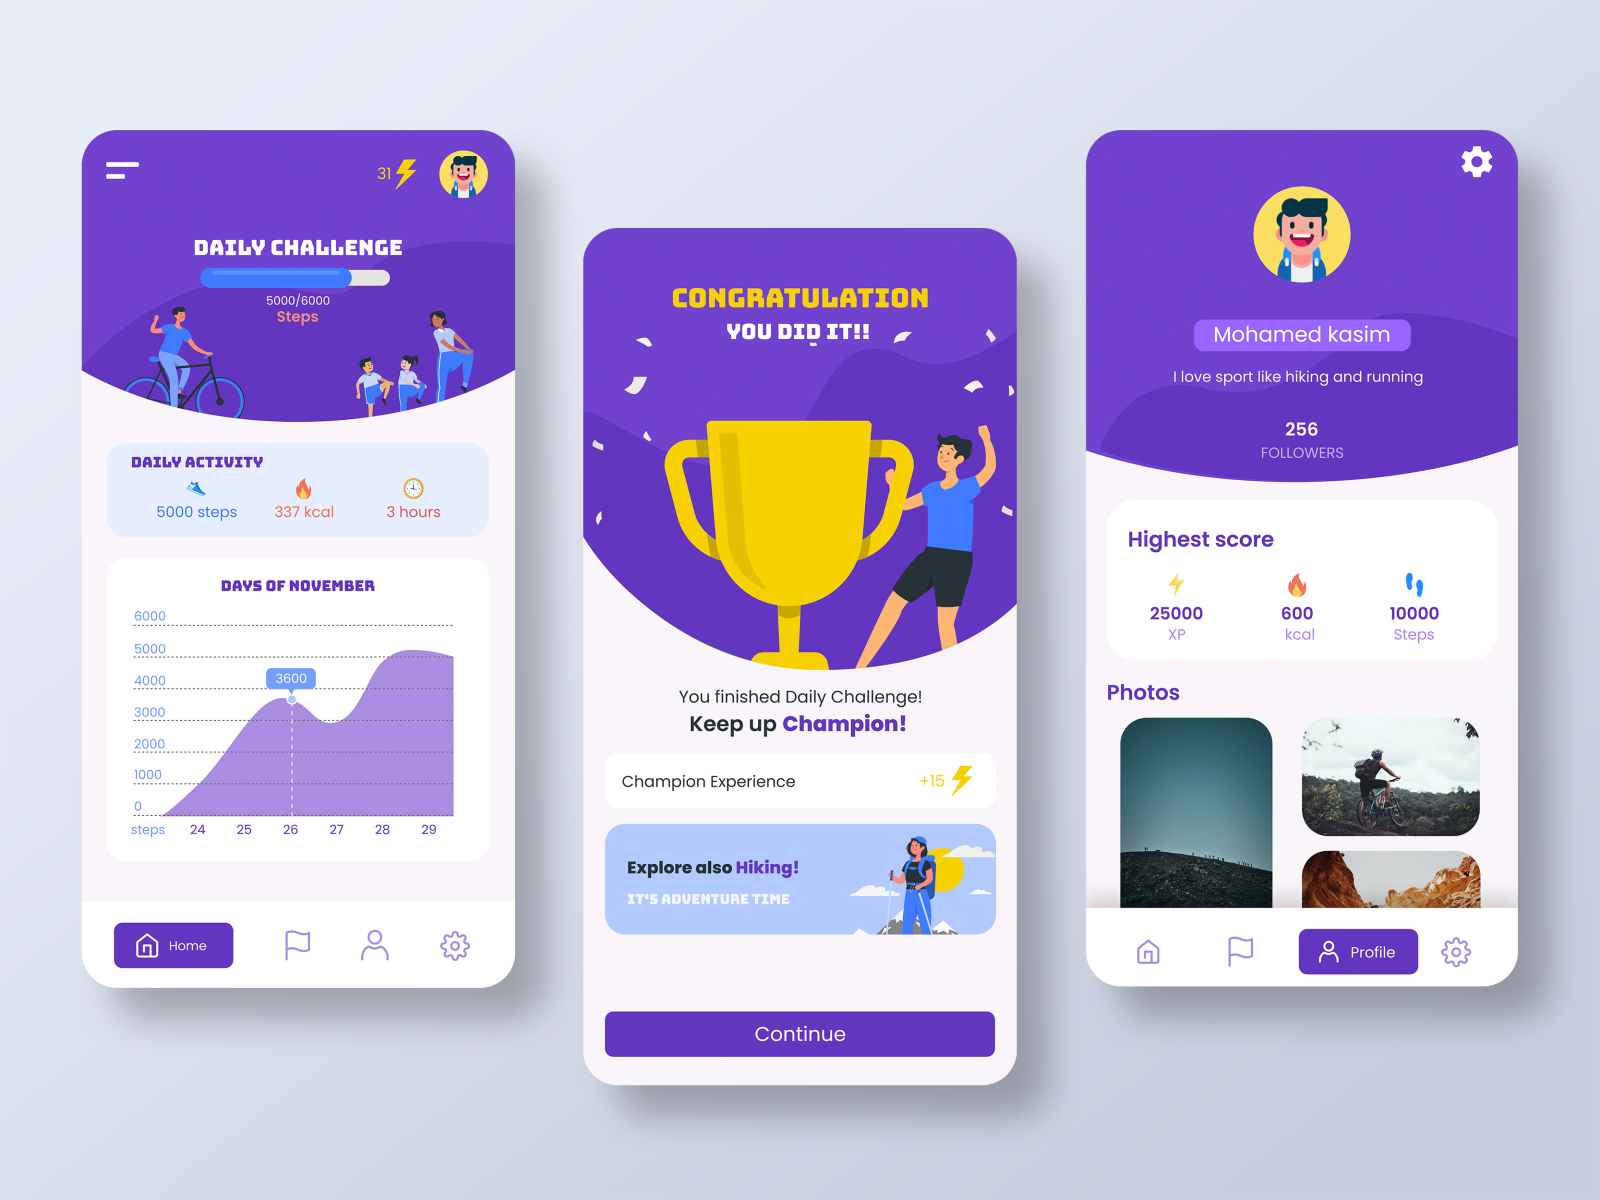 31
DAILY CHALLENGE
5000/6000
Steps
DAILY ACTIVITY
5000 steps 337 kcal 3 hours
DAYS OF NOVEMBER
6000
5000
4000
3600
3000
2000
1000
0
steps 24 25 26 27 28 29
Home
CONGRATULATION
YOU DID IT!!
You finished Daily Challenge!
Keep up Champion!
Champion Experience +15
Explore also Hiking!
IT'S ADVENTURE TIME
Continue
Mohamed kasim
I love sport like hiking and running
256
FOLLOWERS
Highest score
25000 600 10000
XP kcal Steps
Photos
Profile